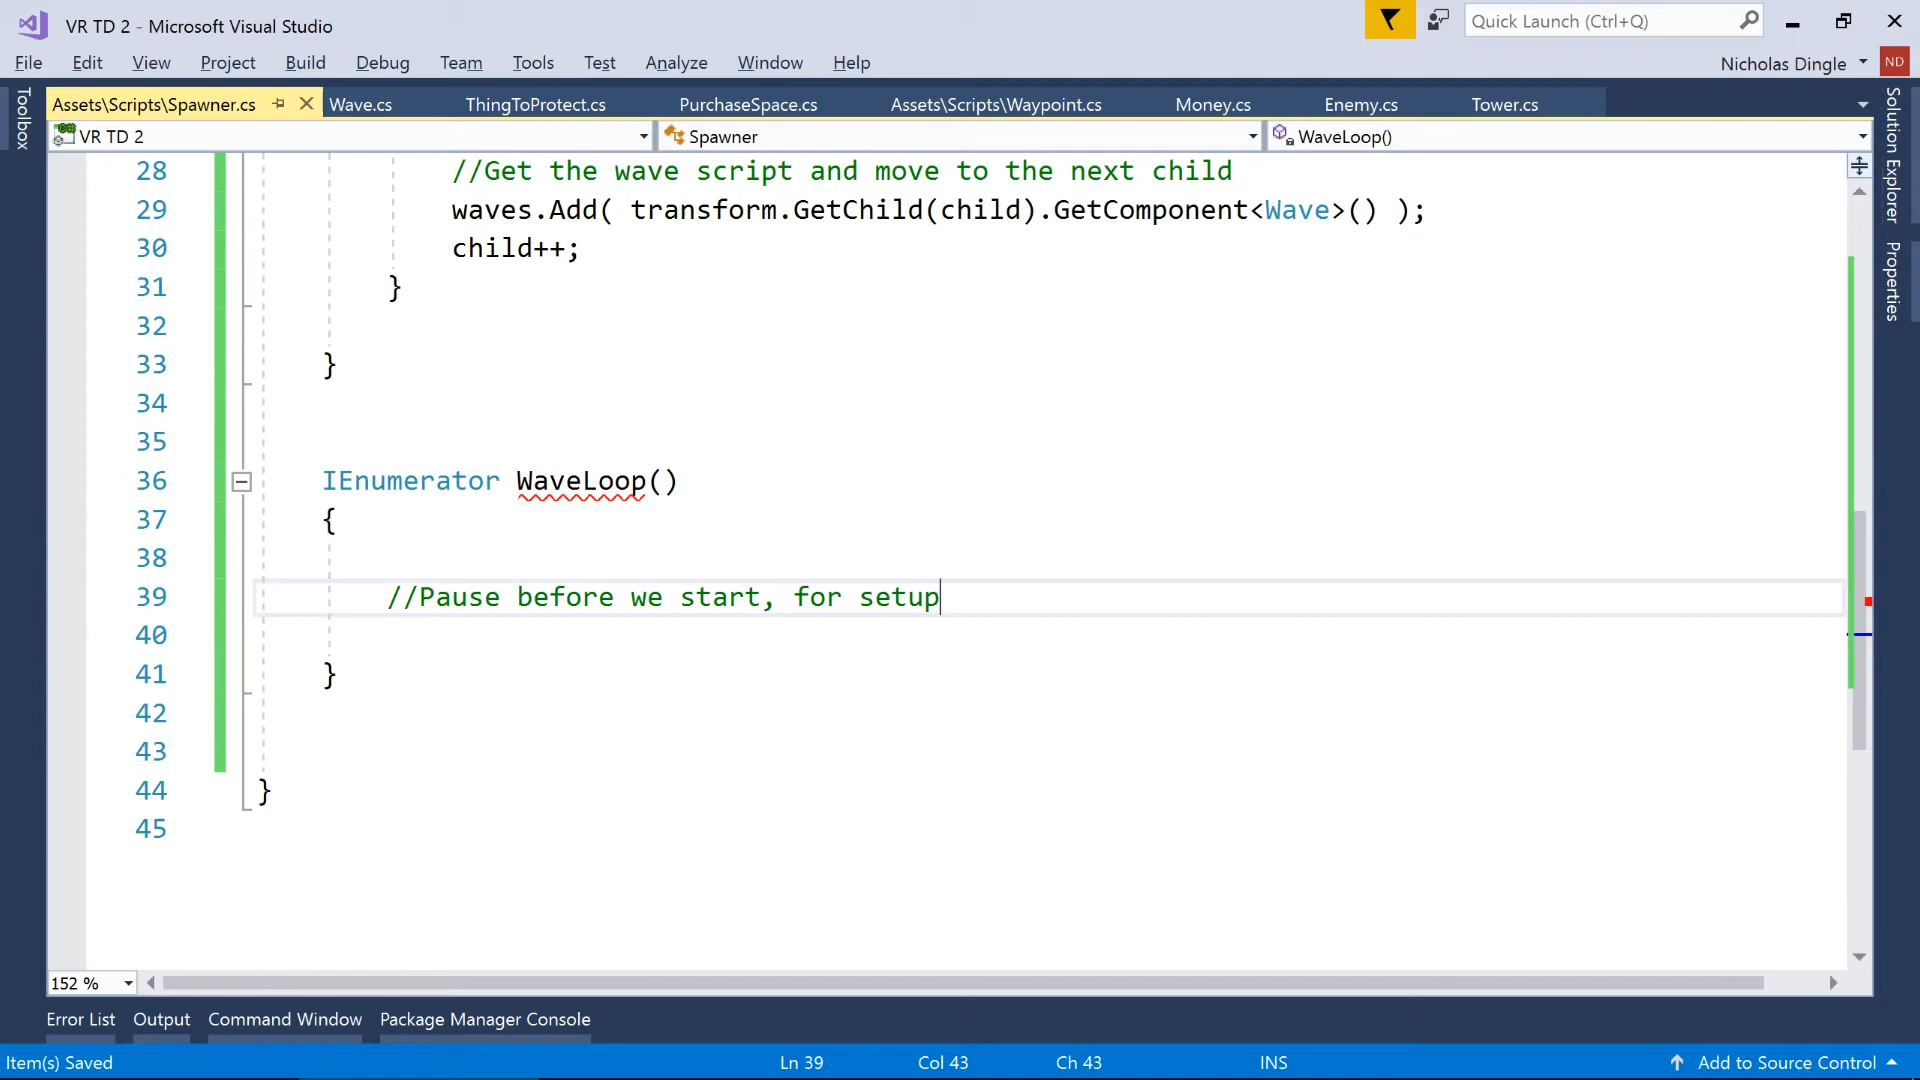 VR TD 2 - Microsoft Visual Studio
Quick Launch (Ctrl+Q)
File Edit View Project Build Debug Team Tools Test Analyze Window Help
Nicholas Dingle ND
Toolbox
Assets\Scripts\Spawner.cs Wave.cs ThingToProtect.cs PurchaseSpace.cs Assets\Scripts\Waypoint.cs Money.cs Enemy.cs Tower.cs
VR TD 2 Spawner WaveLoop()
28 //Get the wave script and move to the next child
29 waves.Add( transform.GetChild(child).GetComponent<Wave>() );
30 child++;
31 }
32
33 }
34
35
36 IEnumerator WaveLoop()
37 {
38
39 //Pause before we start, for setup
40
41 }
42
43
44 }
45
Solution Explorer
Properties
152 %
Error List Output Command Window Package Manager Console
Item(s) Saved Ln 39 Col 43 Ch 43 INS Add to Source Control